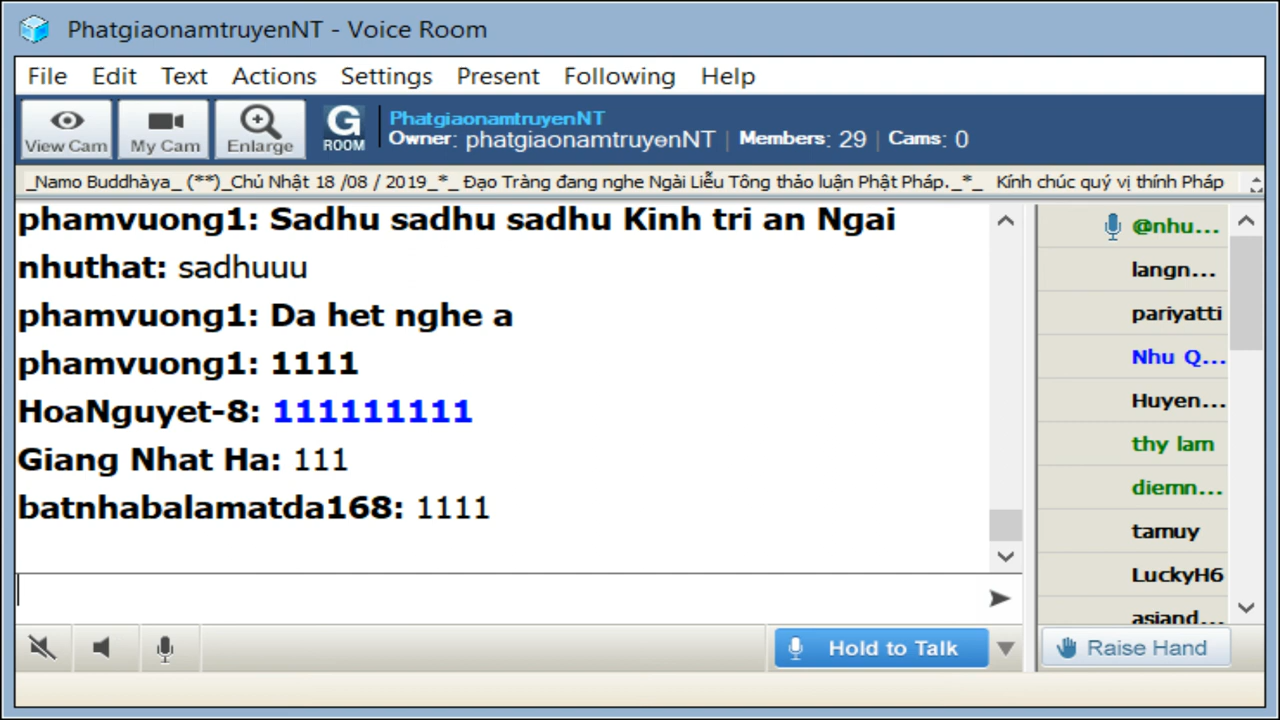 PhatgiaonamtruyenNT - Voice Room
File Edit Text Actions Settings Present Following Help
View Cam My Cam Enlarge G ROOM
PhatgiaonamtruyenNT
Owner: phatgiaonamtruyenNT | Members: 29 | Cams: 0
_Namo Buddhàya_ (**)_Chủ Nhật 18 /08 / 2019_*_ Đạo Tràng đang nghe Ngài Liễu Tông thảo luận Phật Pháp._*_ Kính chúc quý vị thính Pháp
phamvuong1: Sadhu sadhu sadhu Kinh tri an Ngai
nhuthat: sadhuuu
phamvuong1: Da het nghe a
phamvuong1: 1111
HoaNguyet-8: 111111111
Giang Nhat Ha: 111
batnhabalamatda168: 1111
@nhu...
langn...
pariyatti
Nhu Q...
Huyen...
thy lam
diemn...
tamuy
LuckyH6
asiand...
Hold to Talk
Raise Hand